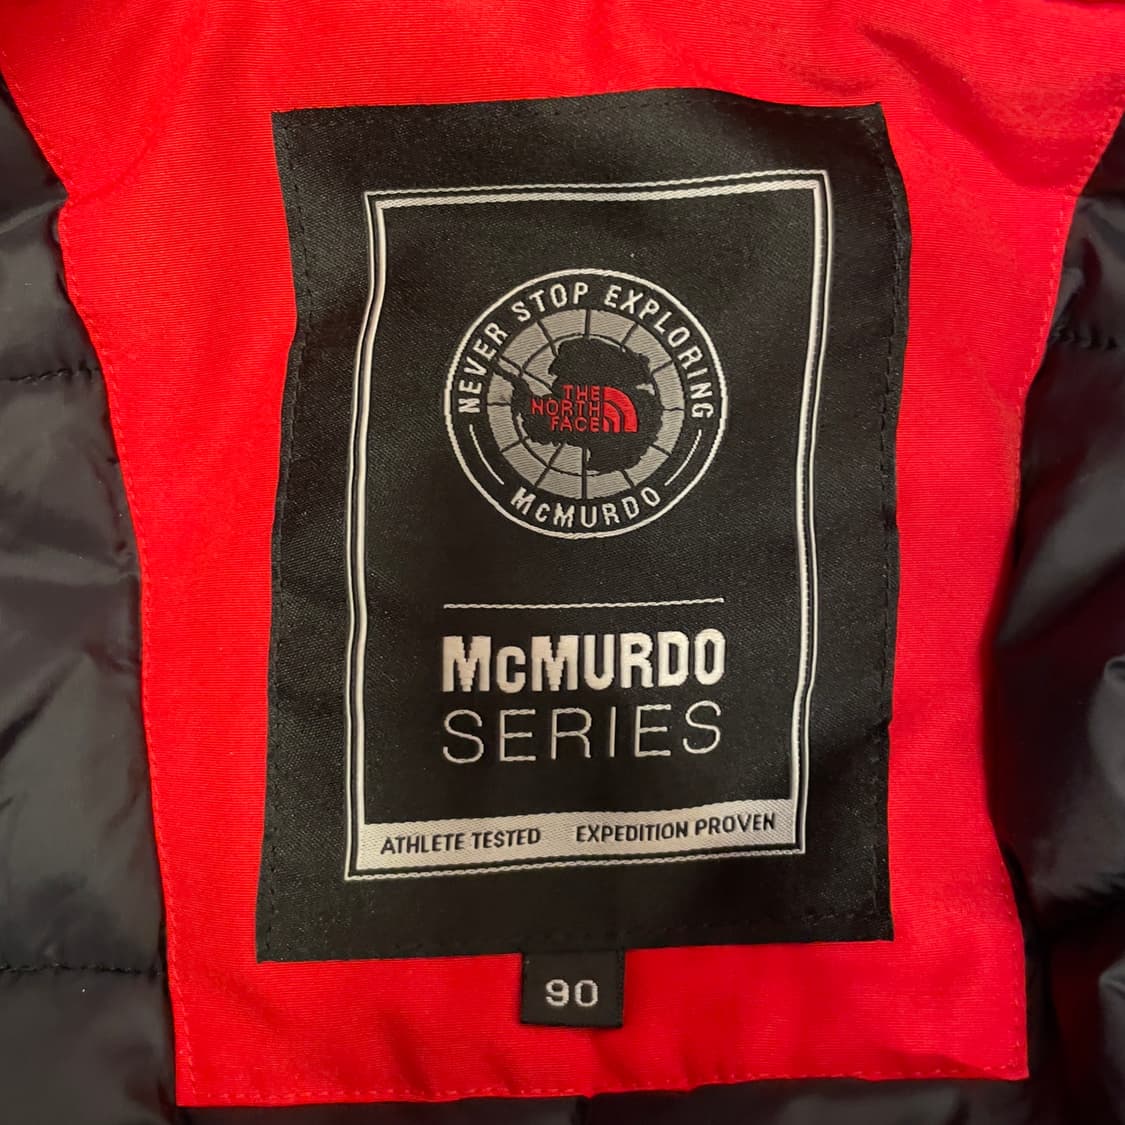 NEVER STOP EXPLORING
THE
NORTH
FACE
McMURDO
McMURDO
SERIES
ATHLETE TESTED EXPEDITION PROVEN
90